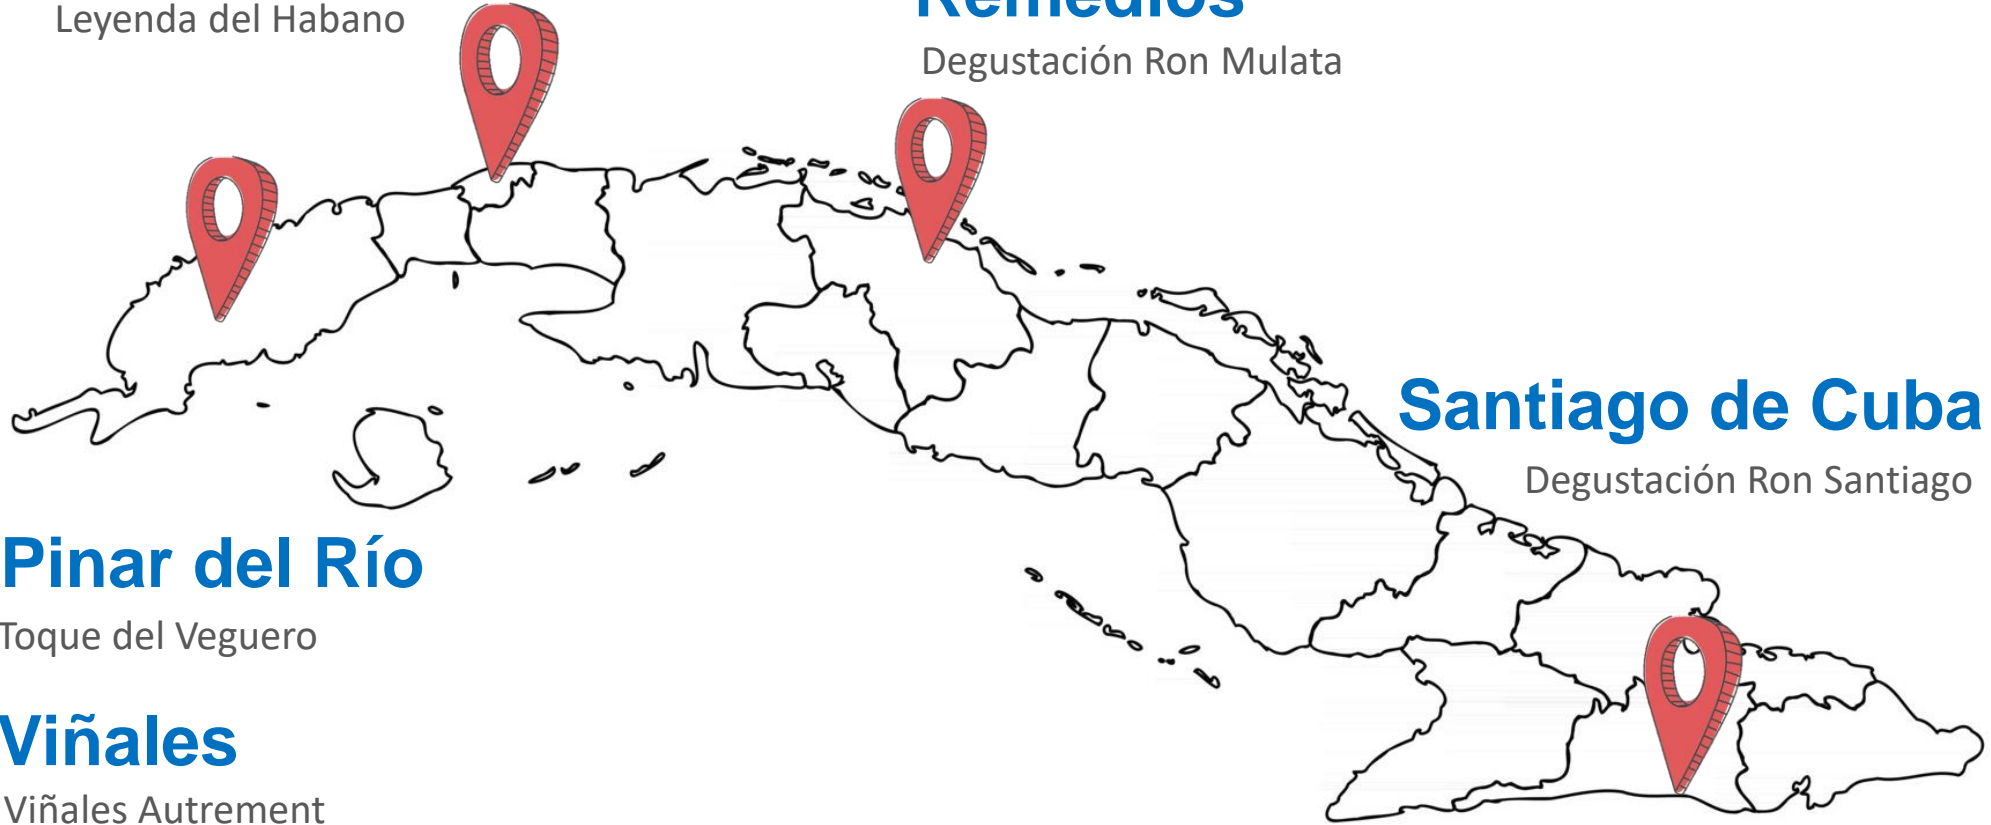 Leyenda del Habano
Remedios
Degustación Ron Mulata
Santiago de Cuba
Degustación Ron Santiago
Pinar del Río
Toque del Veguero
Viñales
Viñales Autrement